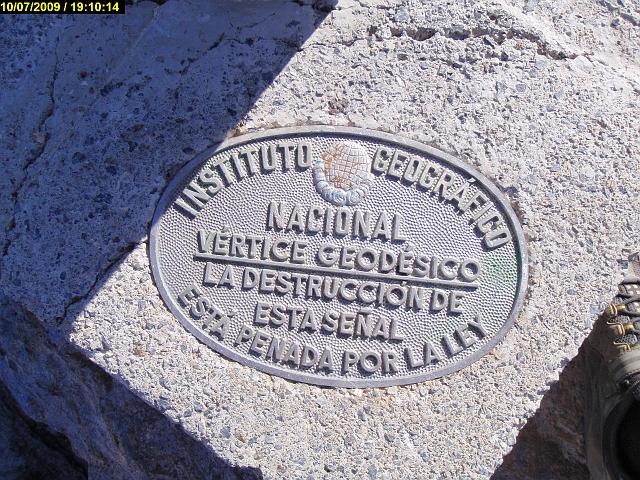 10/07/2009 / 19:10:14
INSTITUTO GEOGRÁFICO
NACIONAL
VÉRTICE GEODÉSICO
LA DESTRUCCIÓN DE
ESTA SEÑAL
ESTÁ PENADA POR LA LEY